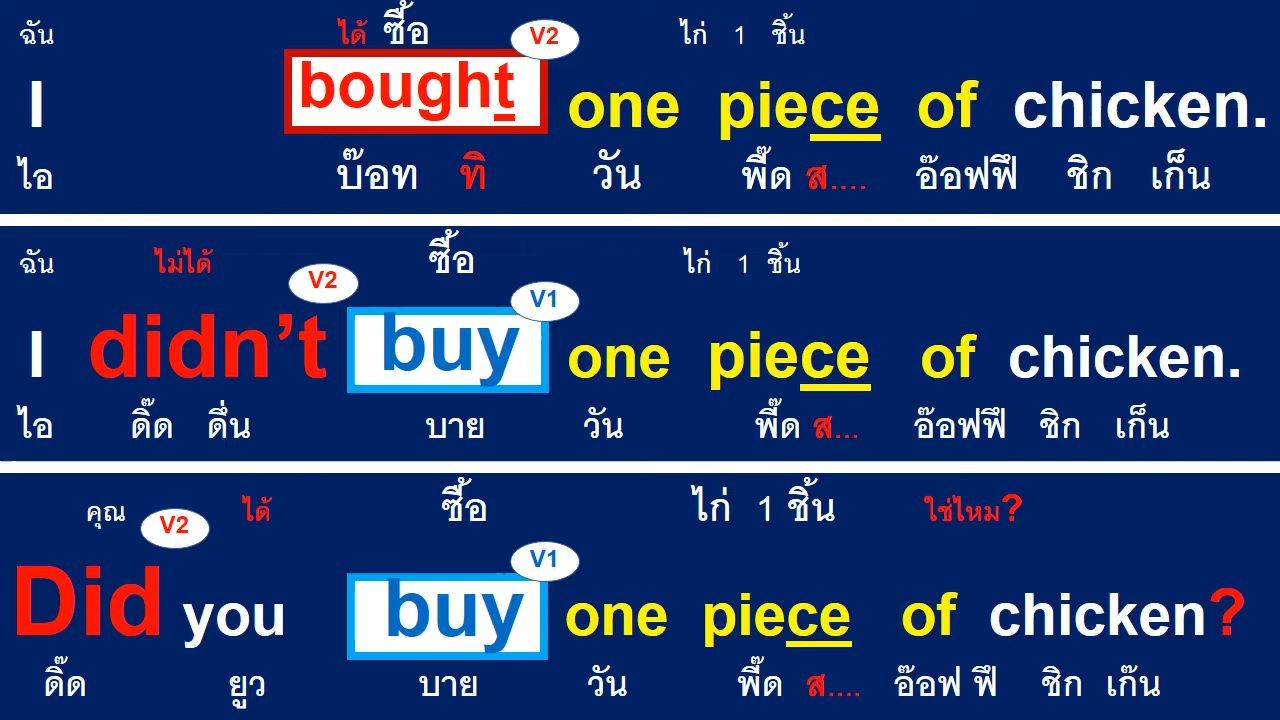 ฉัน ได้ ซื้อ V2 ไก่ 1 ชิ้น
I bought one piece of chicken.
ไอ บ๊อท ทิ วัน พี๊ด ส.... อ๊อฟฟึ ชิก เก็น
ฉัน ไม่ได้ V2 ซื้อ V1 ไก่ 1 ชิ้น
I didn't buy one piece of chicken.
ไอ ดิ๊ด ดึ่น บาย วัน พี๊ด ส... อ๊อฟฟึ ชิก เก็น
คุณ V2 ได้ ซื้อ V1 ไก่ 1 ชิ้น ใช่ไหม?
Did you buy one piece of chicken?
ดิ๊ด ยูว บาย วัน พี๊ด ส.... อ๊อฟ ฟึ ชิก เก๊น